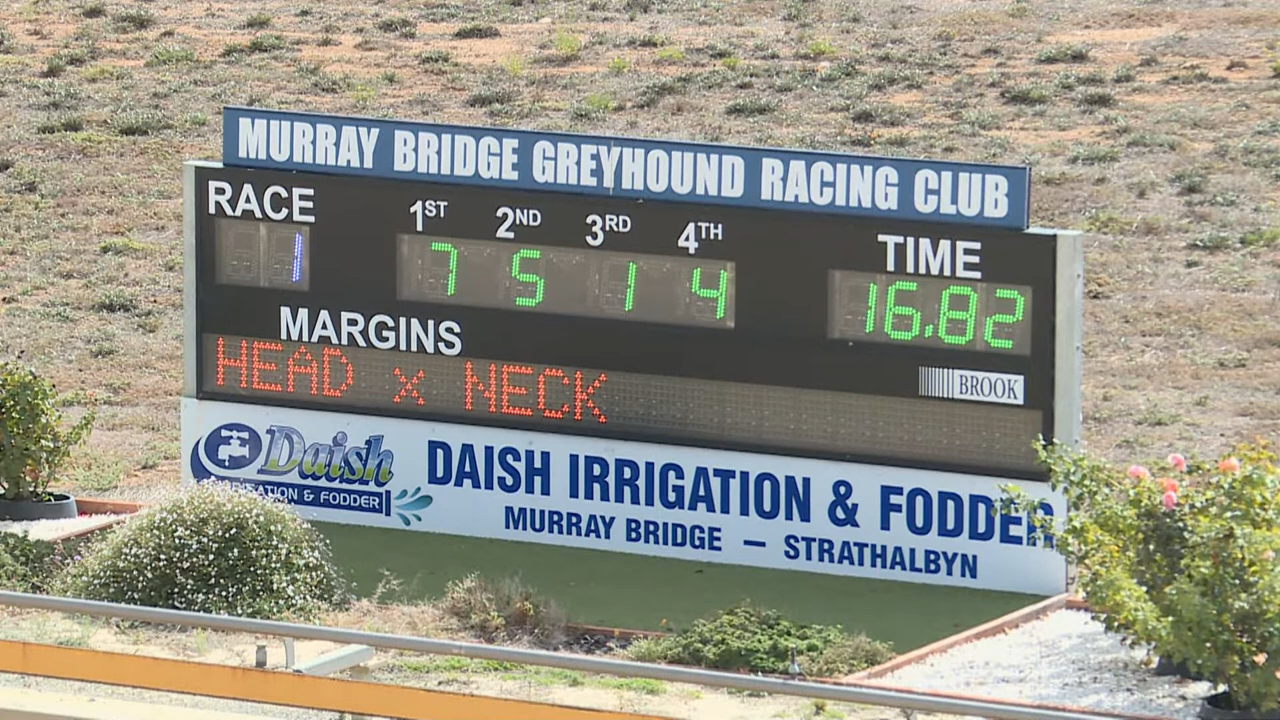 MURRAY BRIDGE GREYHOUND RACING CLUB
RACE 1ST 2ND 3RD 4TH TIME
1 7 5 1 4 16.82
MARGINS
HEAD x NECK
BROOK
Daish
IRRIGATION & FODDER
DAISH IRRIGATION & FODDER
MURRAY BRIDGE – STRATHALBYN